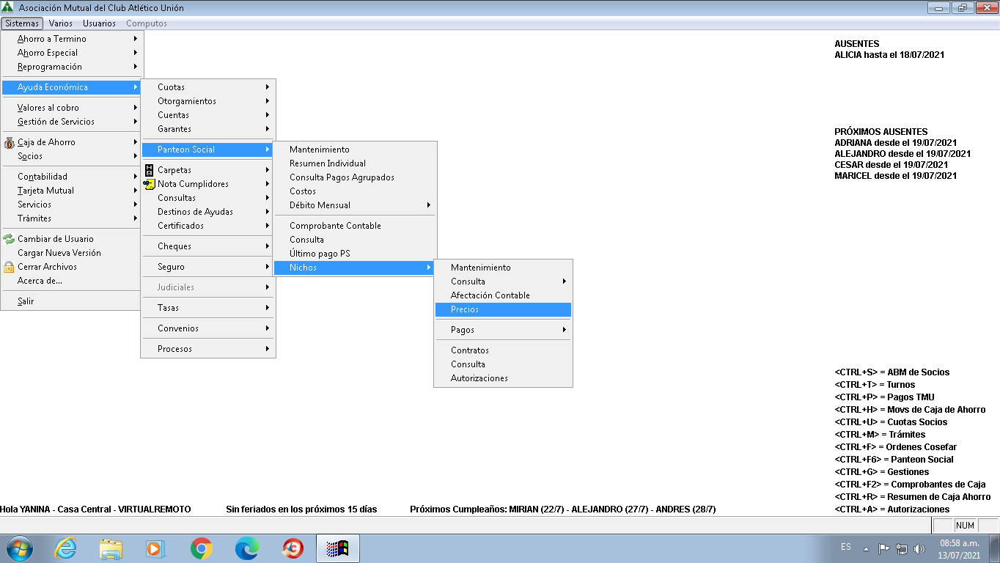 Asociación Mutual del Club Atlético Unión
Sistemas Varios Usuarios Computos
Ahorro a Termino
Ahorro Especial
Reprogramación
Ayuda Económica
Valores al cobro
Gestión de Servicios
Caja de Ahorro
Socios
Contabilidad
Tarjeta Mutual
Servicios
Trámites
Cambiar de Usuario
Cargar Nueva Versión
Cerrar Archivos
Acerca de...
Salir
Cuotas
Otorgamientos
Cuentas
Garantes
Panteon Social
Carpetas
Nota Cumplidores
Consultas
Destinos de Ayudas
Certificados
Cheques
Seguro
Judiciales
Tasas
Convenios
Procesos
Mantenimiento
Resumen Individual
Consulta Pagos Agrupados
Costos
Débito Mensual
Comprobante Contable
Consulta
Último pago PS
Nichos
Mantenimiento
Consulta
Afectación Contable
Precios
Pagos
Contratos
Consulta
Autorizaciones
AUSENTES
ALICIA hasta el 18/07/2021
PRÓXIMOS AUSENTES
ADRIANA desde el 19/07/2021
ALEJANDRO desde el 19/07/2021
CESAR desde el 19/07/2021
MARICEL desde el 19/07/2021
<CTRL+S> = ABM de Socios
<CTRL+T> = Turnos
<CTRL+P> = Pagos TMU
<CTRL+H> = Movs de Caja de Ahorro
<CTRL+U> = Cuotas Socios
<CTRL+M> = Trámites
<CTRL+F> = Ordenes Cosefar
<CTRL+F6> = Panteon Social
<CTRL+G> = Gestiones
<CTRL+F2> = Comprobantes de Caja
<CTRL+R> = Resumen de Caja Ahorro
<CTRL+A> = Autorizaciones
Hola YANINA - Casa Central - VIRTUALREMOTO Sin feriados en los próximos 15 días Próximos Cumpleaños: MIRIAN (22/7) - ALEJANDRO (27/7) - ANDRES (28/7)
NUM
ES
08:58 a.m.
13/07/2021